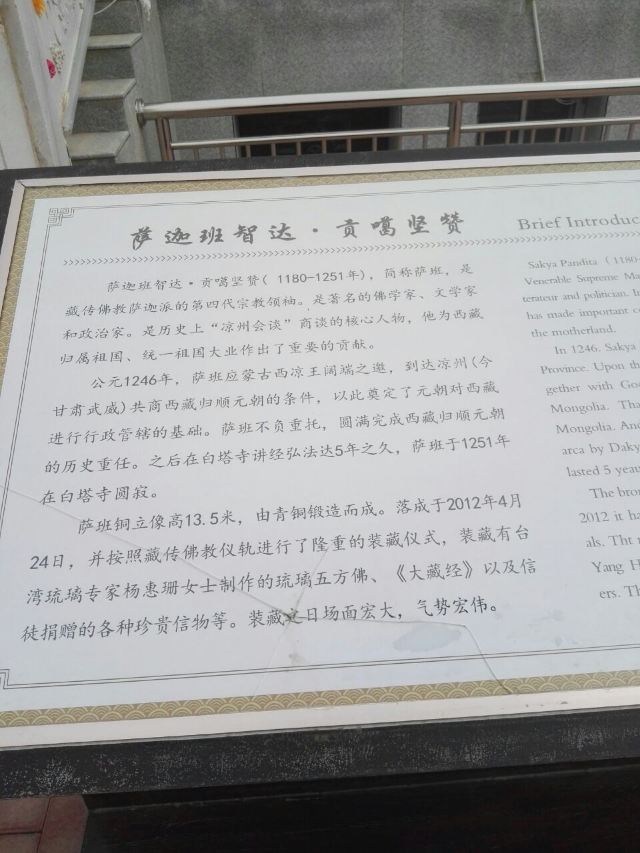 萨迦班智达·贡噶坚赞
萨迦班智达·贡噶坚赞( 1180-1251年)，简称萨班，是
藏传佛教萨迦派的第四代宗教领袖。是著名的佛学家、文学家
和政治家。是历史上“凉州会谈”商谈的核心人物，他为西藏
归属祖国、统一祖国大业作出了重要的贡献。
公元1246年，萨班应蒙古西凉王阔端之邀，到达凉州(今
甘肃武威)共商西藏归顺元朝的条件，以此奠定了元朝对西藏
进行行政管辖的基础。萨班不负重托，圆满完成西藏归顺元朝
的历史重任。之后在白塔寺讲经弘法达5年之久，萨班于1251年
在白塔寺圆寂。
萨班铜立像高13.5米，由青铜锻造而成。落成于2012年4月
24日，并按照藏传佛教仪轨进行了隆重的装藏仪式，装藏有台
湾琉璃专家杨惠珊女士制作的琉璃五方佛、《大藏经》以及信
徒捐赠的各种珍贵信物等。装藏之日场面宏大，气势宏伟。
Brief Introduc
Sakya Pandita ( 1180-
Venerable Supreme Ma
terateur and politician. In
has made important co
the motherland.
In 1246. Sakya
Province. Upon th
gether with Go
Mongolia. Tha
Mongolia. And
area by Daky
lasted 5 year
The bron
2012 it ha
als. The
Yang H
ers. Th